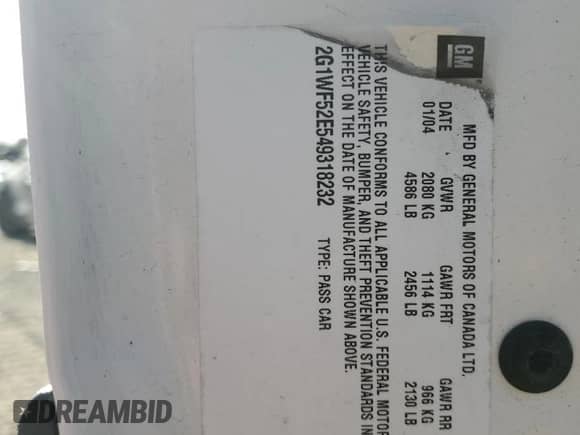 GM
MFD BY GENERAL MOTORS OF CANADA LTD.
DATE GVWR GAWR FRT GAWR RR
01/04 2080 KG 1114 KG 966 KG
4586 LB 2456 LB 2130 LB
THIS VEHICLE CONFORMS TO ALL APPLICABLE U.S. FEDERAL MOTOR
VEHICLE SAFETY, BUMPER, AND THEFT PREVENTION STANDARDS IN
EFFECT ON THE DATE OF MANUFACTURE SHOWN ABOVE.
2G1WF52E549318232 TYPE: PASS CAR
DREAMBID